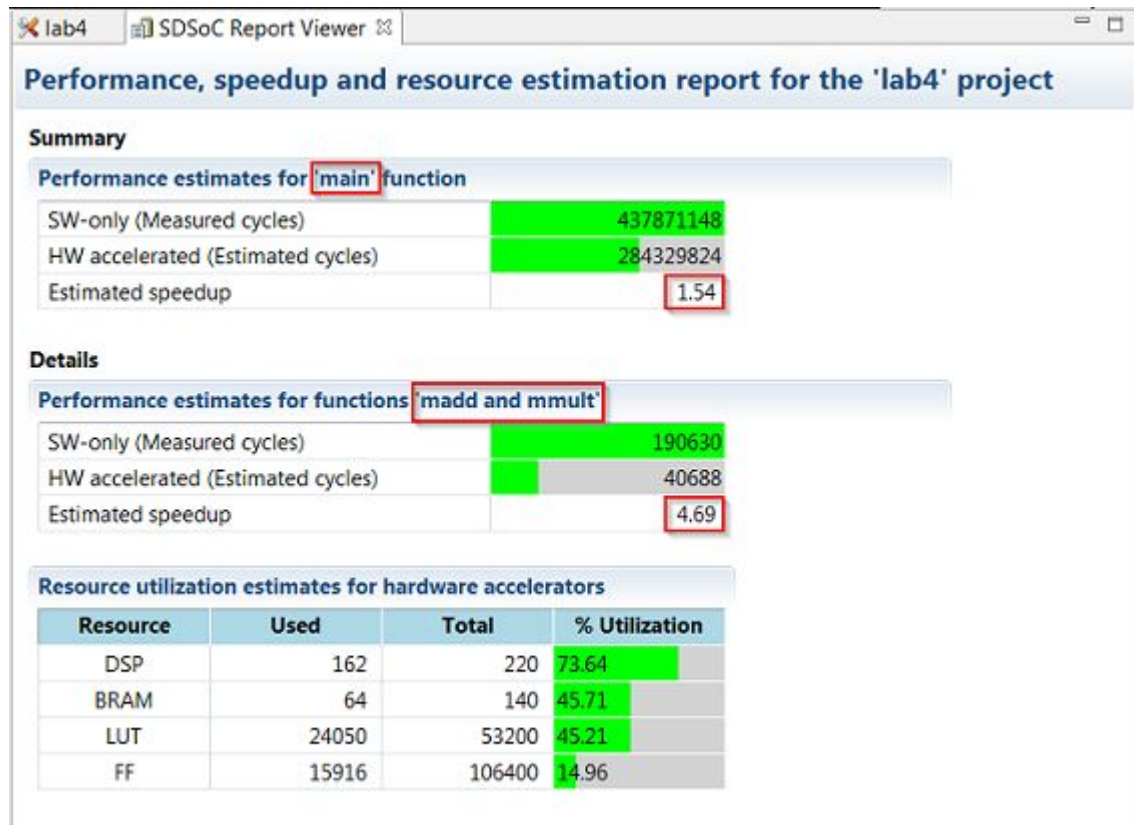 lab4 SDSoC Report Viewer
Performance, speedup and resource estimation report for the 'lab4' project
Summary
Performance estimates for 'main' function
SW-only (Measured cycles) 437871148
HW accelerated (Estimated cycles) 284329824
Estimated speedup 1.54
Details
Performance estimates for functions 'madd and mmult'
SW-only (Measured cycles) 190630
HW accelerated (Estimated cycles) 40688
Estimated speedup 4.69
Resource utilization estimates for hardware accelerators
Resource Used Total % Utilization
DSP 162 220 73.64
BRAM 64 140 45.71
LUT 24050 53200 45.21
FF 15916 106400 14.96